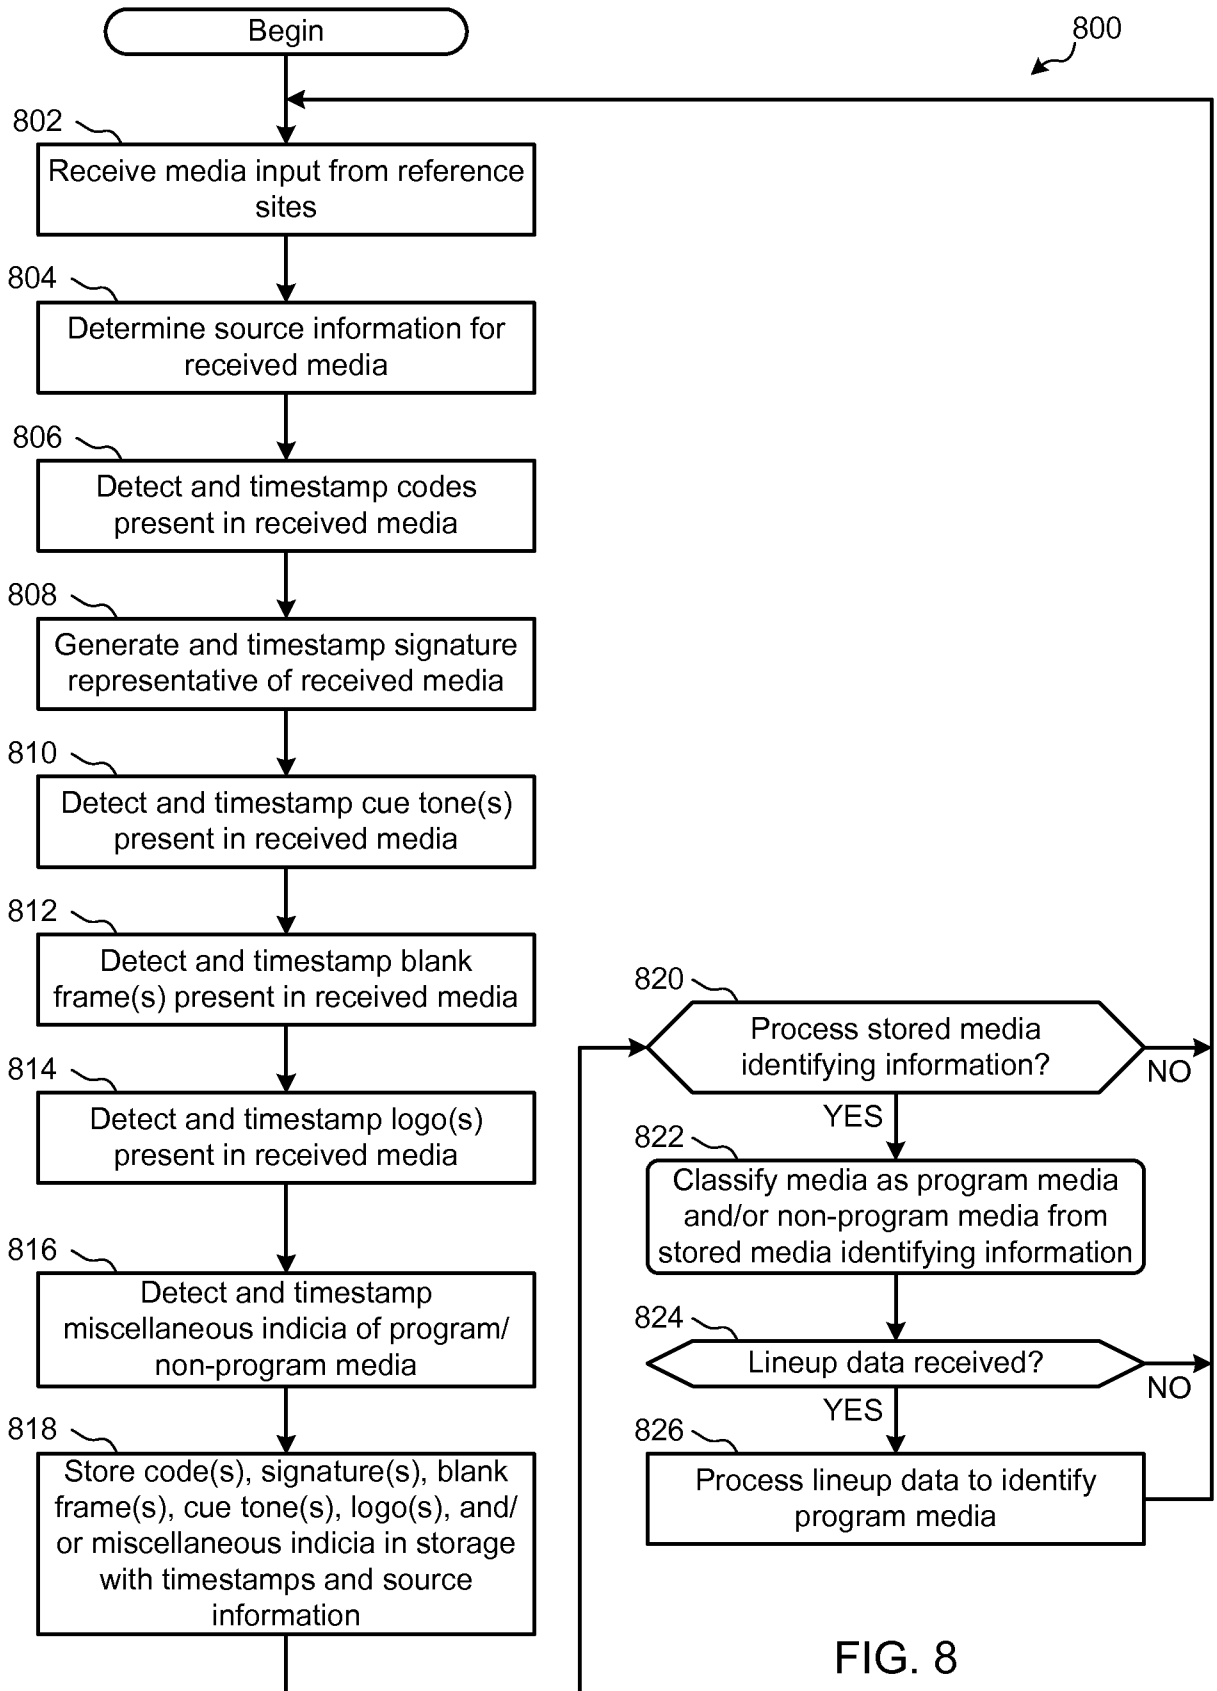 Begin
800
802
Receive media input from reference
sites
804
Determine source information for
received media
806
Detect and timestamp codes
present in received media
808
Generate and timestamp signature
representative of received media
810
Detect and timestamp cue tone(s)
present in received media
812
Detect and timestamp blank
frame(s) present in received media
814
Detect and timestamp logo(s)
present in received media
816
Detect and timestamp
miscellaneous indicia of program/
non-program media
818
Store code(s), signature(s), blank
frame(s), cue tone(s), logo(s), and/
or miscellaneous indicia in storage
with timestamps and source
information
820
Process stored media
identifying information?
NO
YES
822
Classify media as program media
and/or non-program media from
stored media identifying information
824
Lineup data received?
NO
YES
826
Process lineup data to identify
program media
FIG. 8